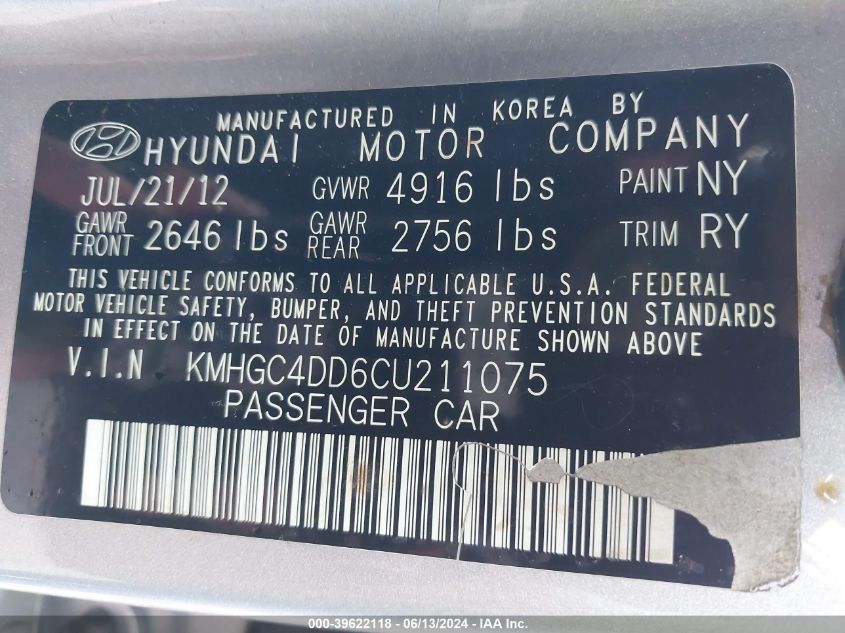 MANUFACTURED IN KOREA BY
HYUNDAI MOTOR COMPANY
JUL/21/12 GVWR 4916 lbs PAINT NY
GAWR FRONT 2646 lbs GAWR REAR 2756 lbs TRIM RY
THIS VEHICLE CONFORMS TO ALL APPLICABLE U.S.A. FEDERAL
MOTOR VEHICLE SAFETY, BUMPER, AND THEFT PREVENTION STANDARDS
IN EFFECT ON THE DATE OF MANUFACTURE SHOWN ABOVE
V.I.N KMHGC4DD6CU211075
PASSENGER CAR
000-39622118 - 06/13/2024 - IAA Inc.